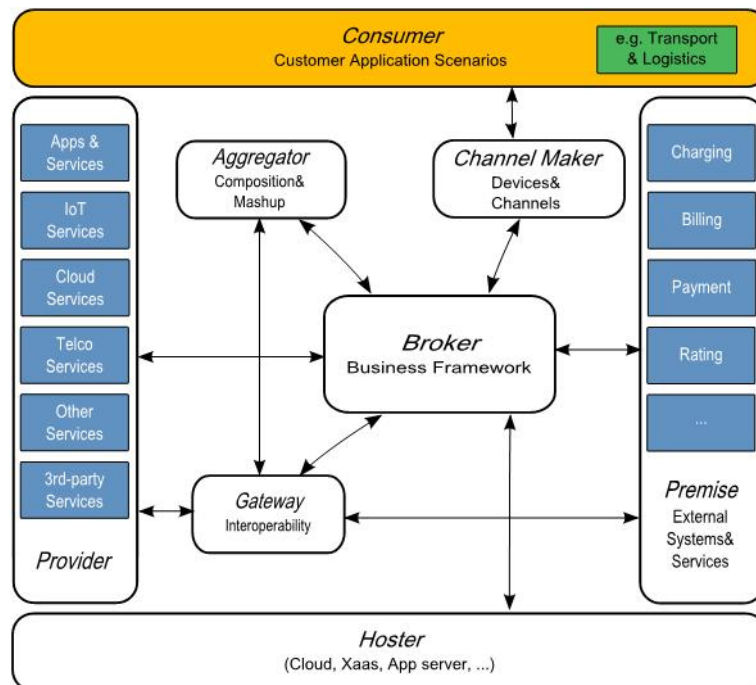 Consumer
Customer Application Scenarios
e.g. Transport
& Logistics
Apps &
Services
IoT
Services
Cloud
Services
Telco
Services
Other
Services
3rd-party
Services
Provider
Aggregator
Composition&
Mashup
Channel Maker
Devices&
Channels
Broker
Business Framework
Gateway
Interoperability
Charging
Billing
Payment
Rating
...
Premise
External
Systems&
Services
Hoster
(Cloud, Xaas, App server, ...)